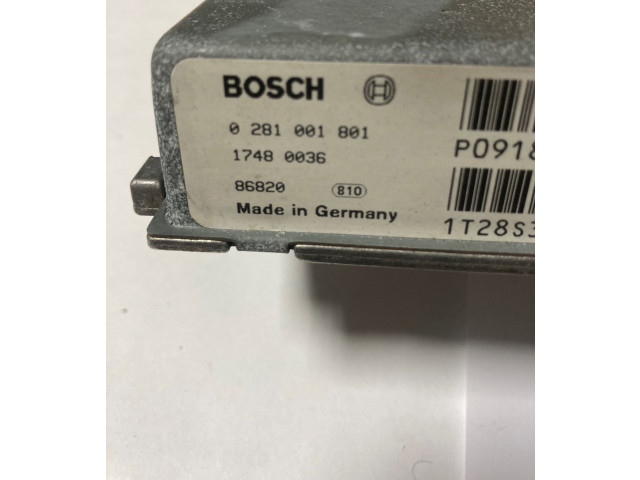 BOSCH
0 281 001 801
1748 0036
86820 810
Made in Germany
P0918
1T28S3